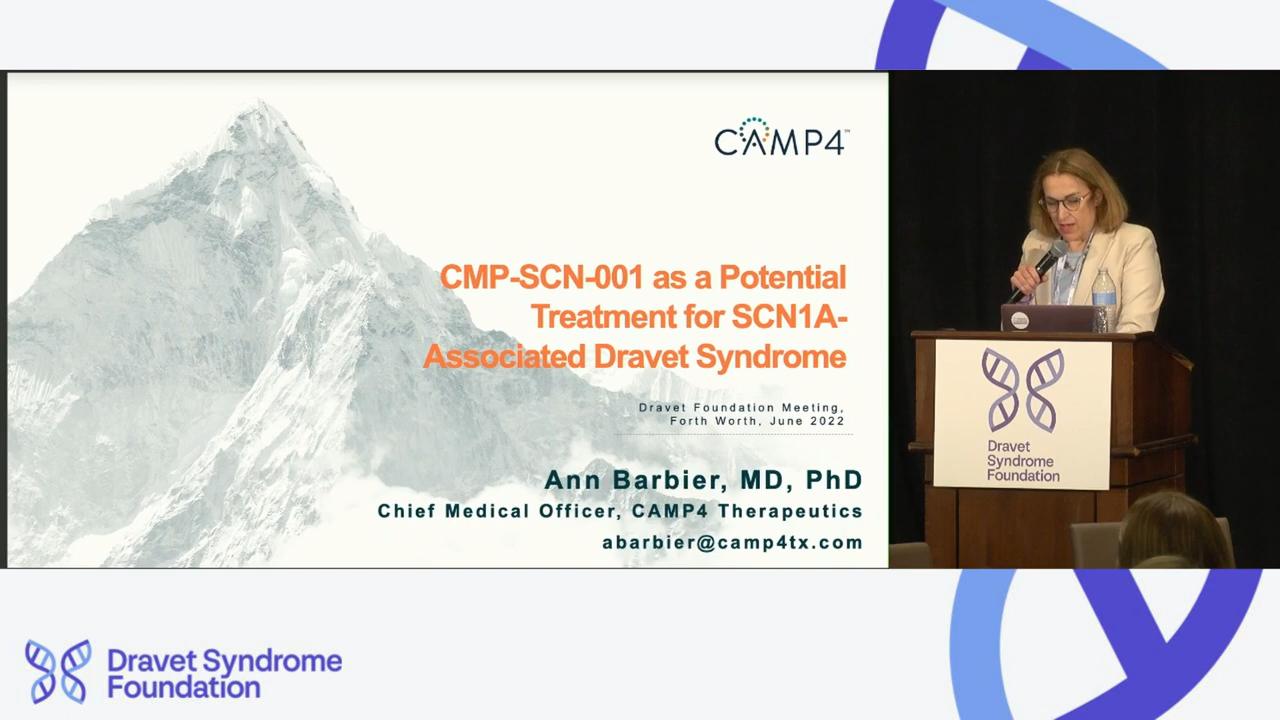 CAMP4™
CMP-SCN-001 as a Potential
Treatment for SCN1A-
Associated Dravet Syndrome
Dravet Foundation Meeting,
Forth Worth, June 2022
Ann Barbier, MD, PhD
Chief Medical Officer, CAMP4 Therapeutics
abarbier@camp4tx.com
Dravet
Syndrome
Foundation
Dravet Syndrome
Foundation